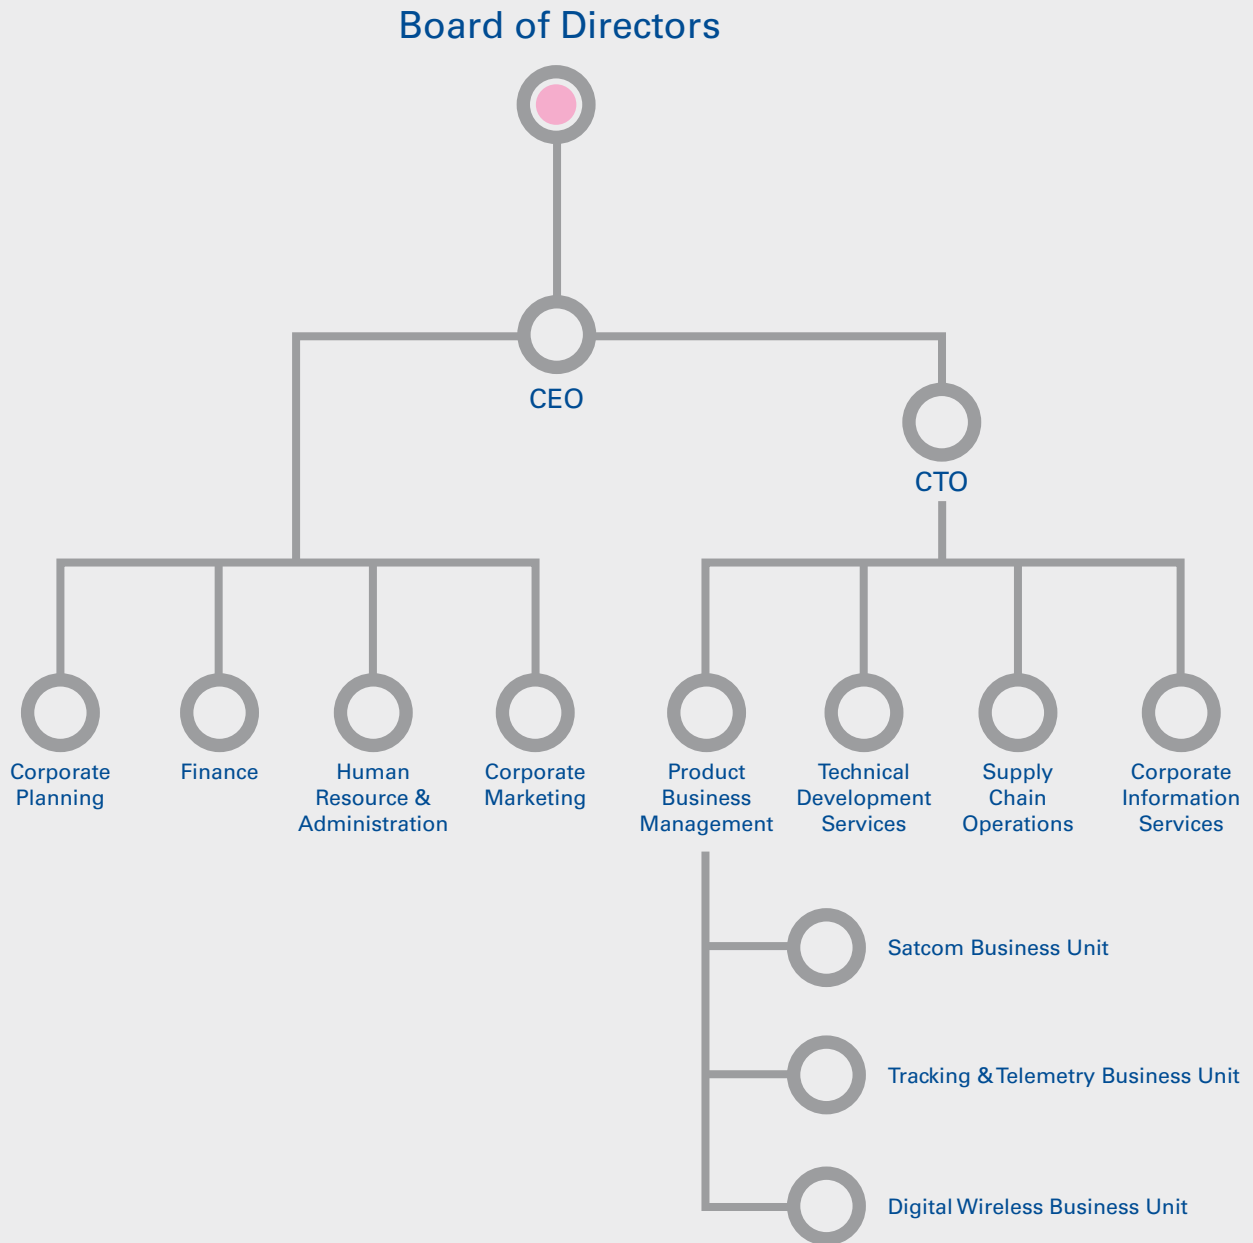 Board of Directors
CEO
CTO
Corporate
Planning
Finance
Human
Resource &
Administration
Corporate
Marketing
Product
Business
Management
Technical
Development
Services
Supply
Chain
Operations
Corporate
Information
Services
Satcom Business Unit
Tracking & Telemetry Business Unit
Digital Wireless Business Unit